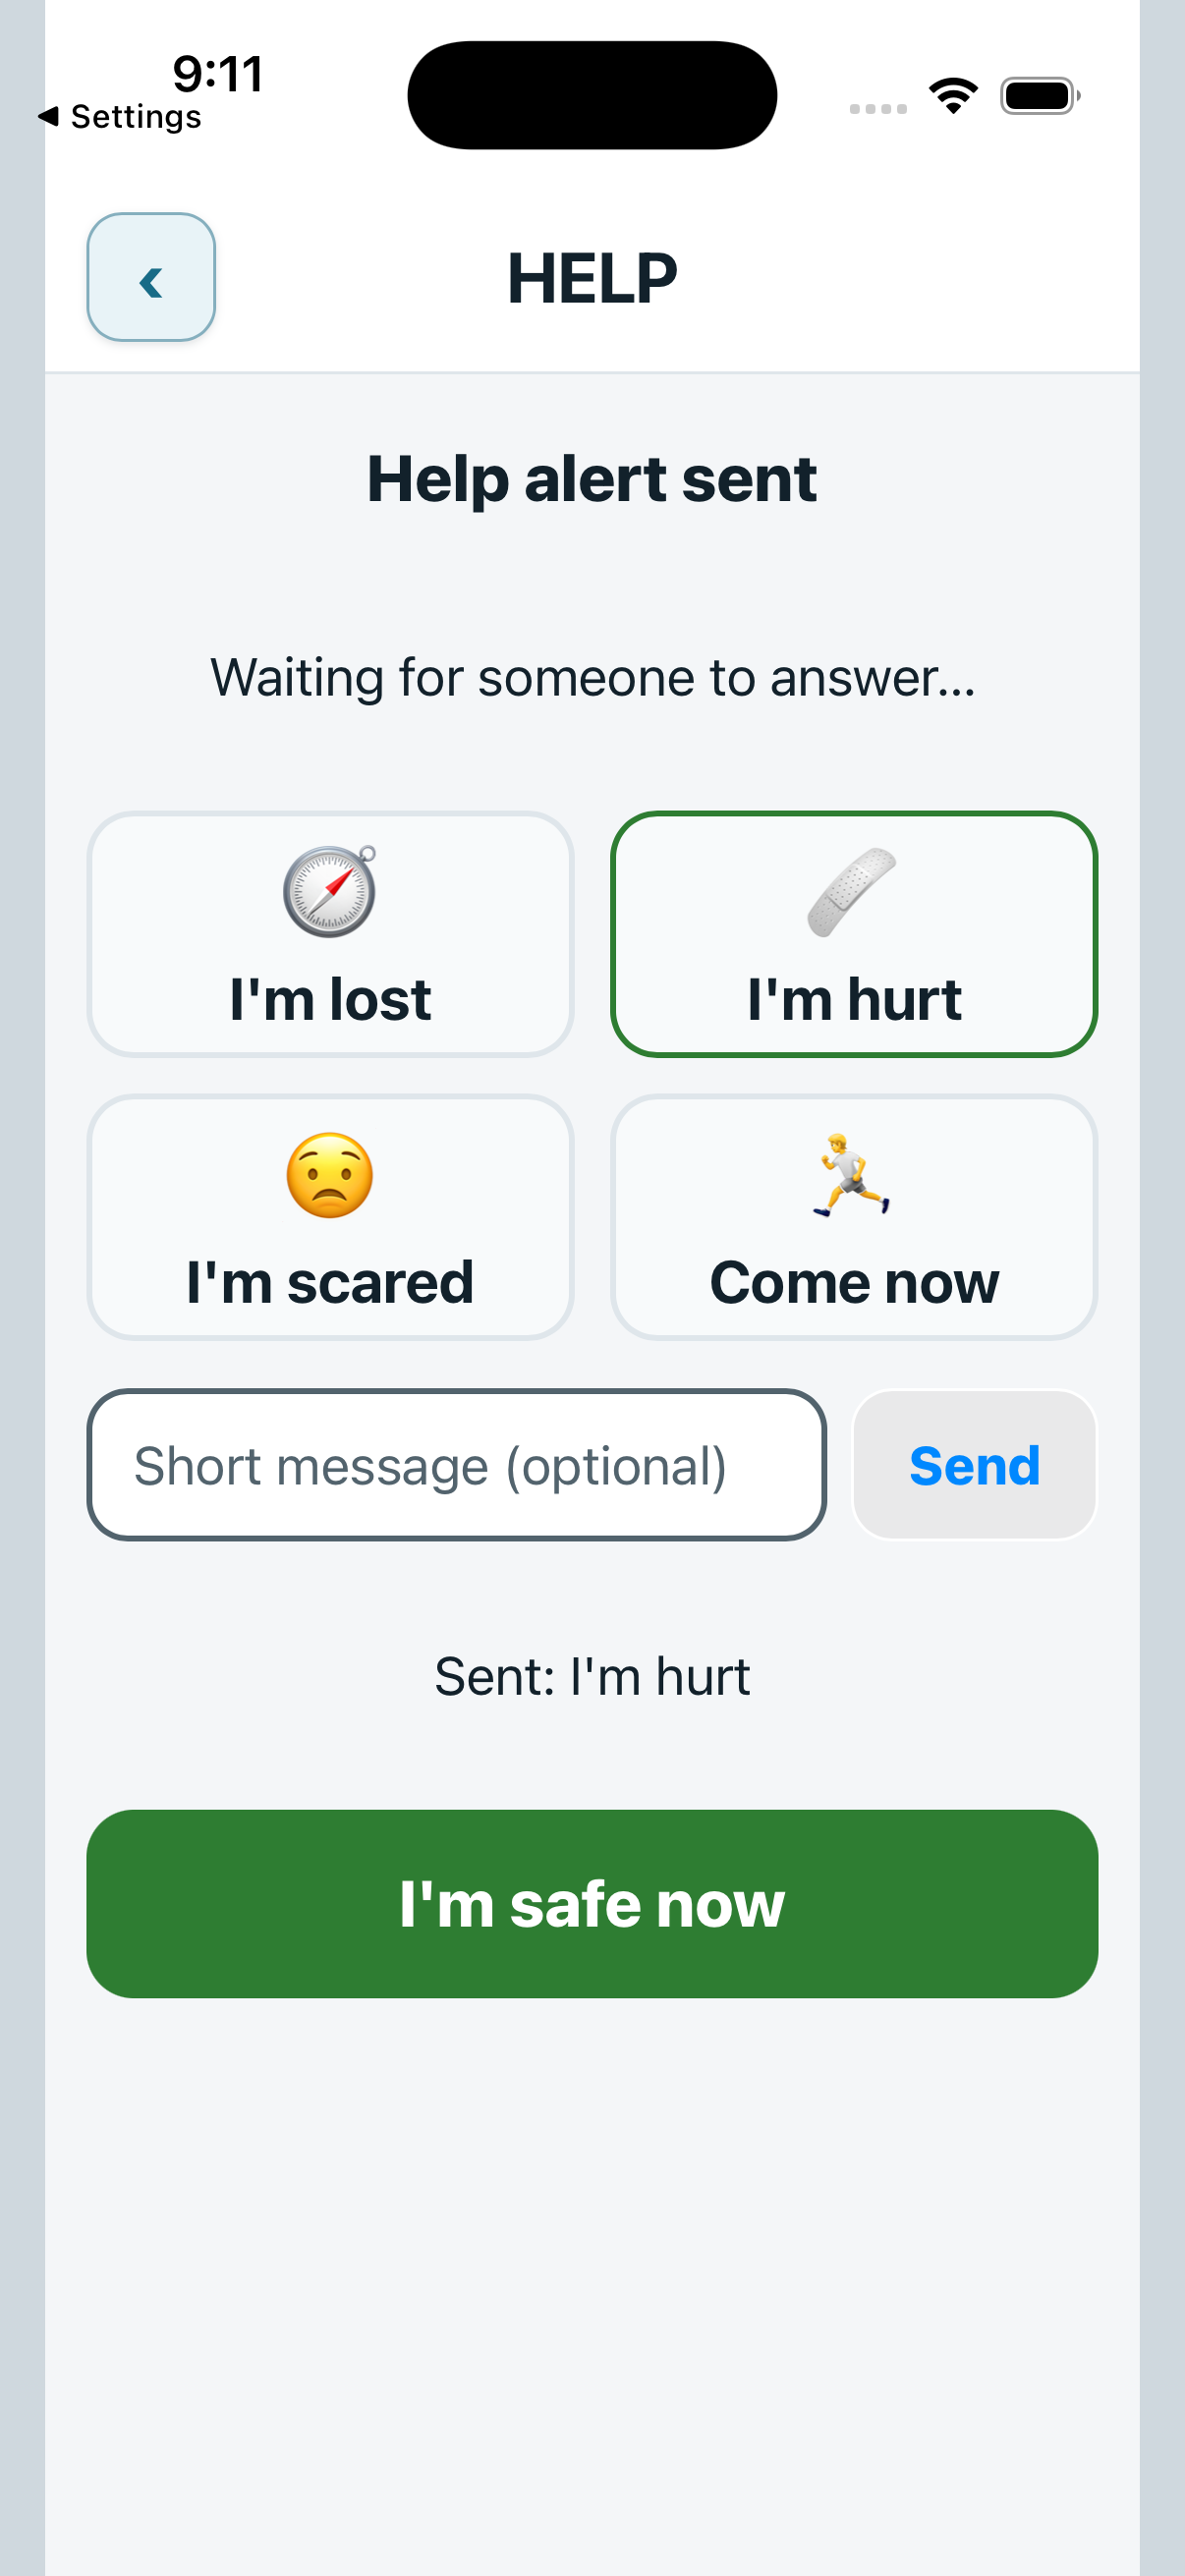 9:11
◀ Settings
‹
HELP
Help alert sent
Waiting for someone to answer...
I'm lost
I'm hurt
I'm scared
Come now
Short message (optional)
Send
Sent: I'm hurt
I'm safe now